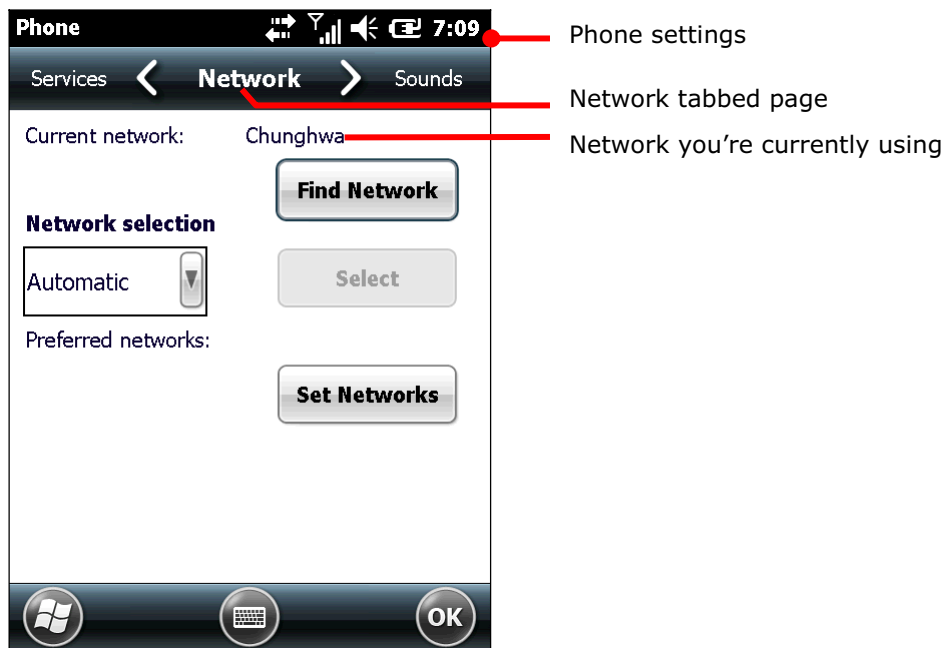 Phone 7:09
Services Network Sounds
Current network: Chunghwa
Find Network
Network selection
Automatic
Select
Preferred networks:
Set Networks
OK
Phone settings
Network tabbed page
Network you're currently using